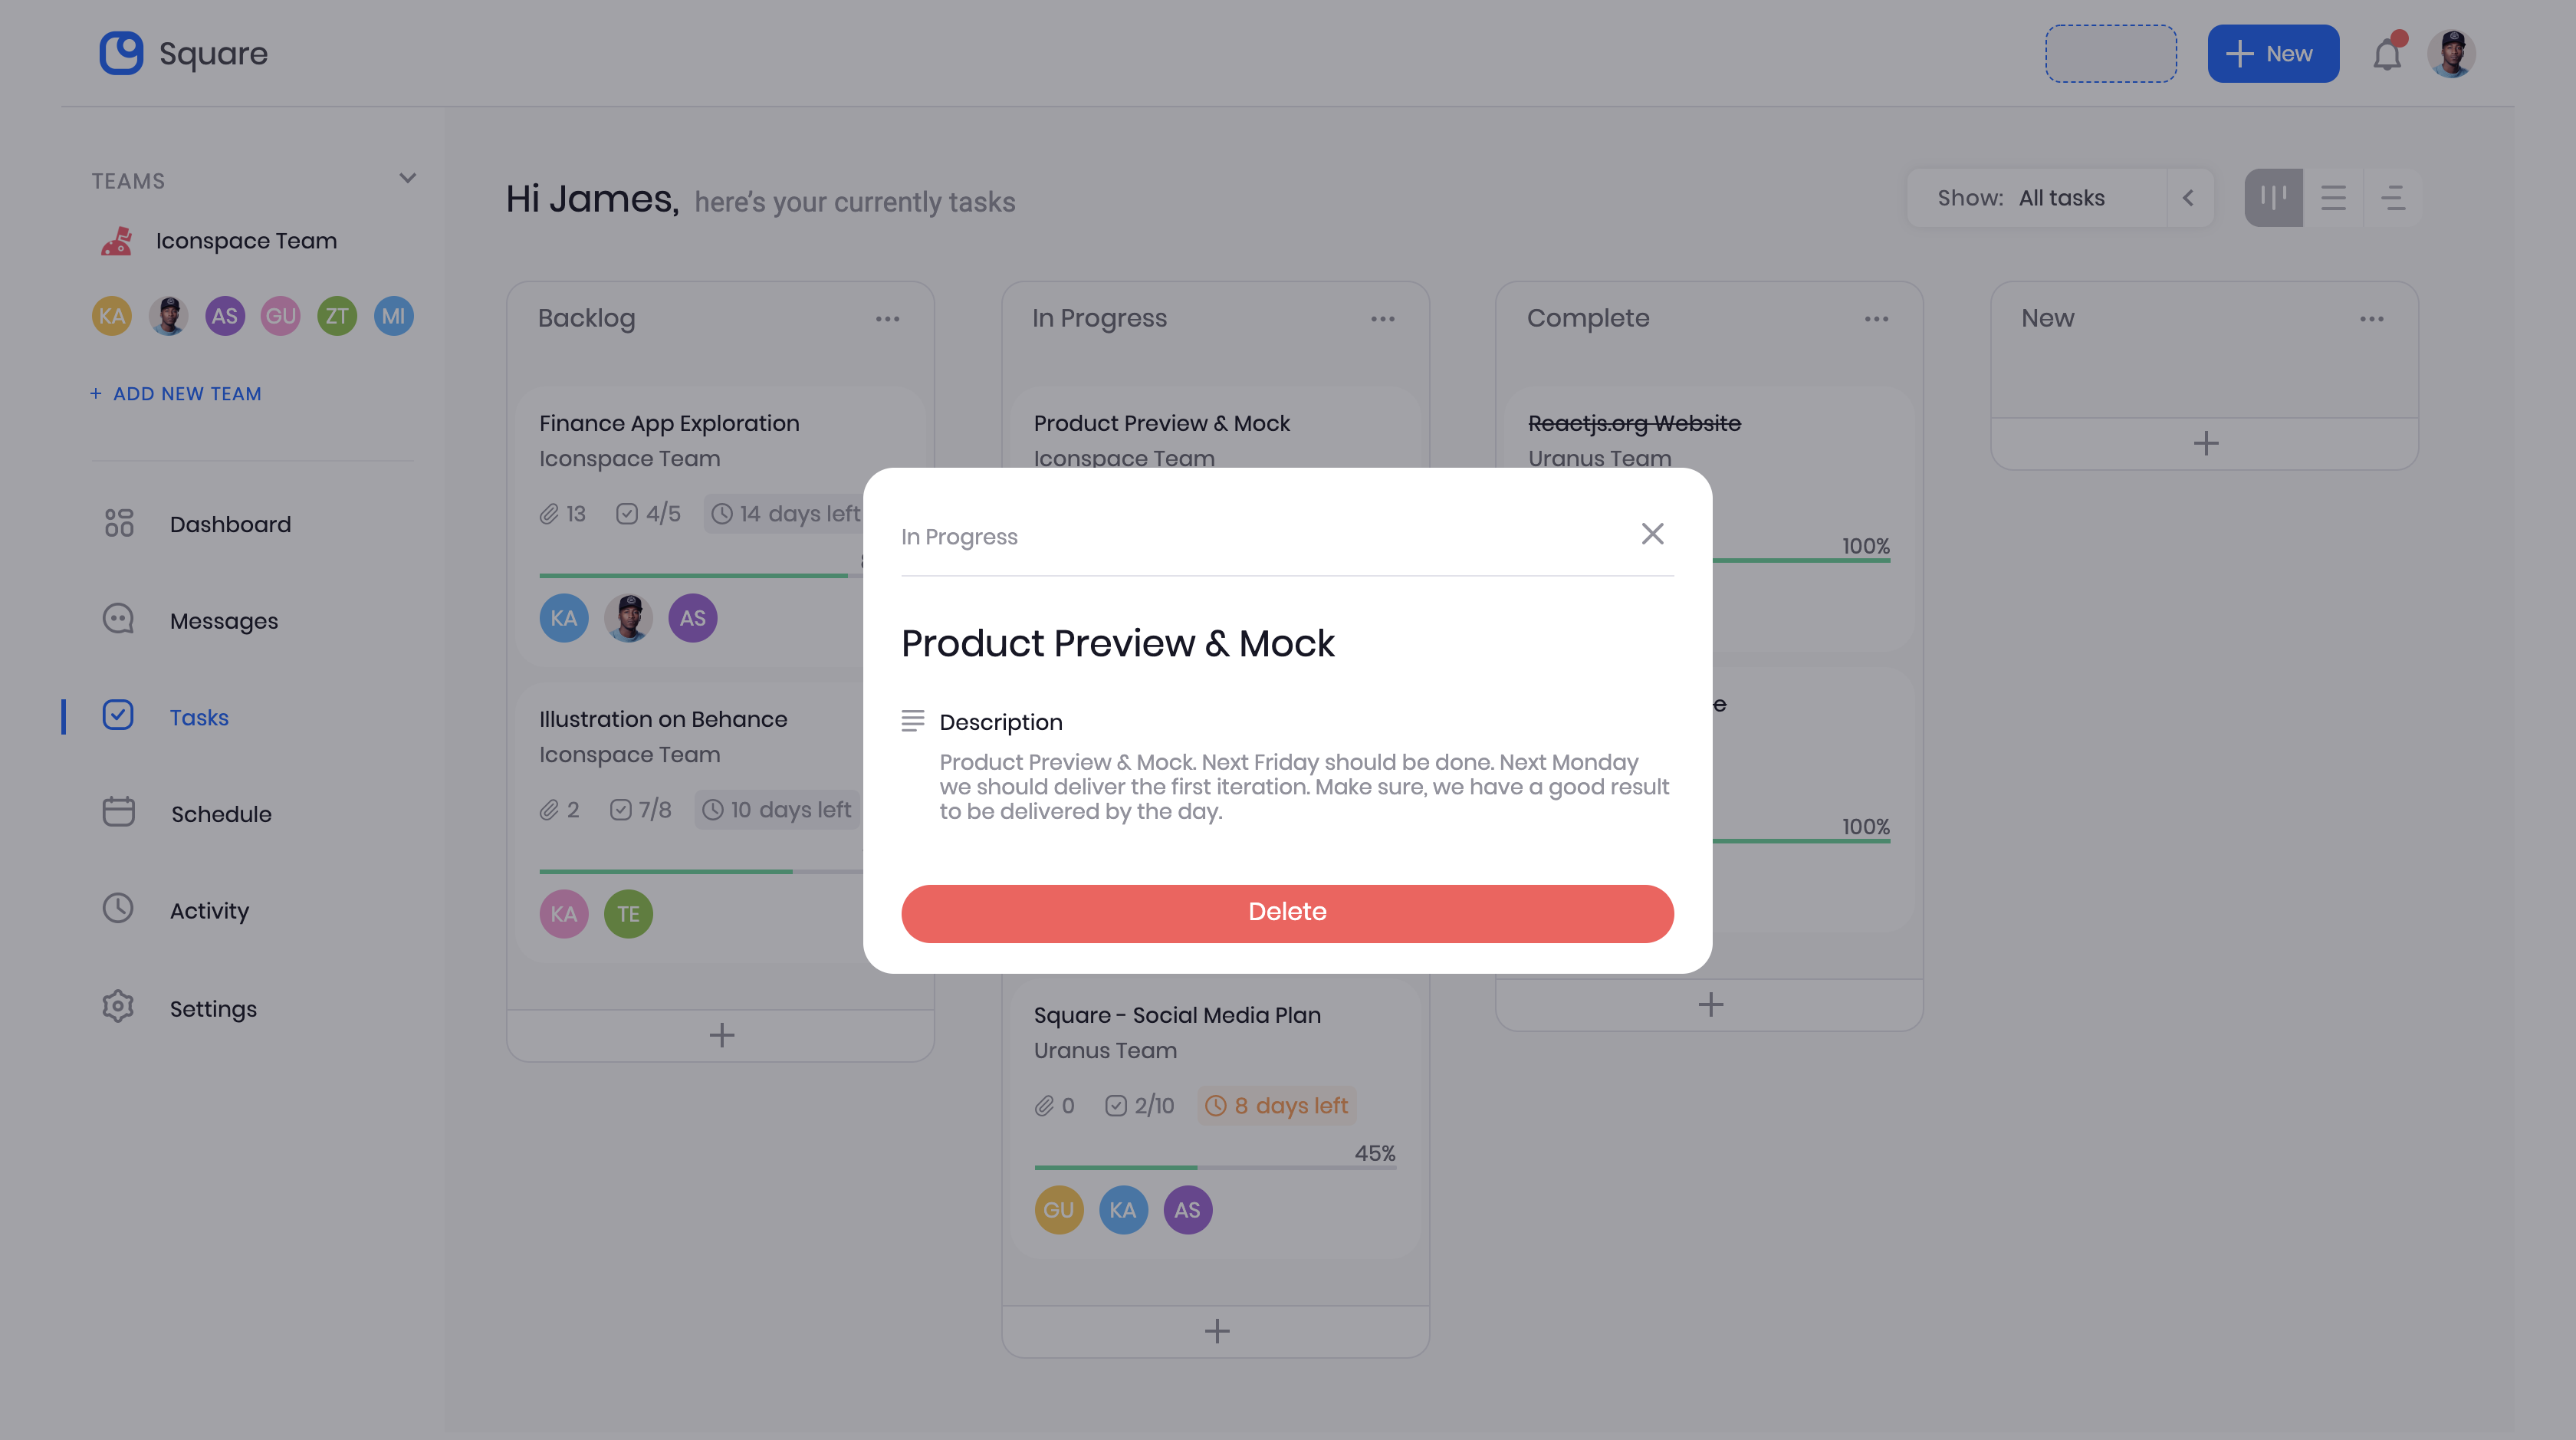 Square
New
TEAMS
Iconspace Team
KA
AS
GU
ZT
MI
+ ADD NEW TEAM
Dashboard
Messages
Tasks
Schedule
Activity
Settings
Hi James, here’s your currently tasks
Show: All tasks
Backlog
Finance App Exploration
Iconspace Team
13 4/5 14 days left
KA
AS
Illustration on Behance
Iconspace Team
2 7/8 10 days left
KA
TE
In Progress
Product Preview & Mock
Iconspace Team
Square - Social Media Plan
Uranus Team
0 2/10 8 days left
45%
GU
KA
AS
Complete
Reactjs.org Website
Uranus Team
100%
e
100%
New
In Progress
Product Preview & Mock
Description
Product Preview & Mock. Next Friday should be done. Next Monday
we should deliver the first iteration. Make sure, we have a good result
to be delivered by the day.
Delete